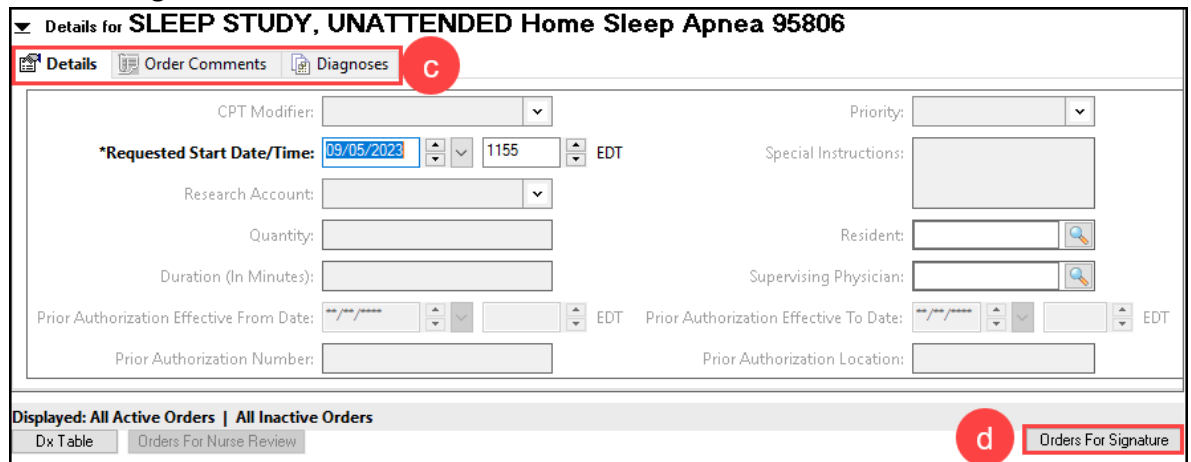 Details for SLEEP STUDY, UNATTENDED Home Sleep Apnea 95806
Details Order Comments Diagnoses c
CPT Modifier: Priority:
*Requested Start Date/Time: 09/05/2023 1155 EDT Special Instructions:
Research Account:
Quantity: Resident:
Duration (In Minutes): Supervising Physician:
Prior Authorization Effective From Date: **/**/**** EDT Prior Authorization Effective To Date: **/**/**** EDT
Prior Authorization Number: Prior Authorization Location:
Displayed: All Active Orders | All Inactive Orders
Dx Table Orders For Nurse Review d Orders For Signature